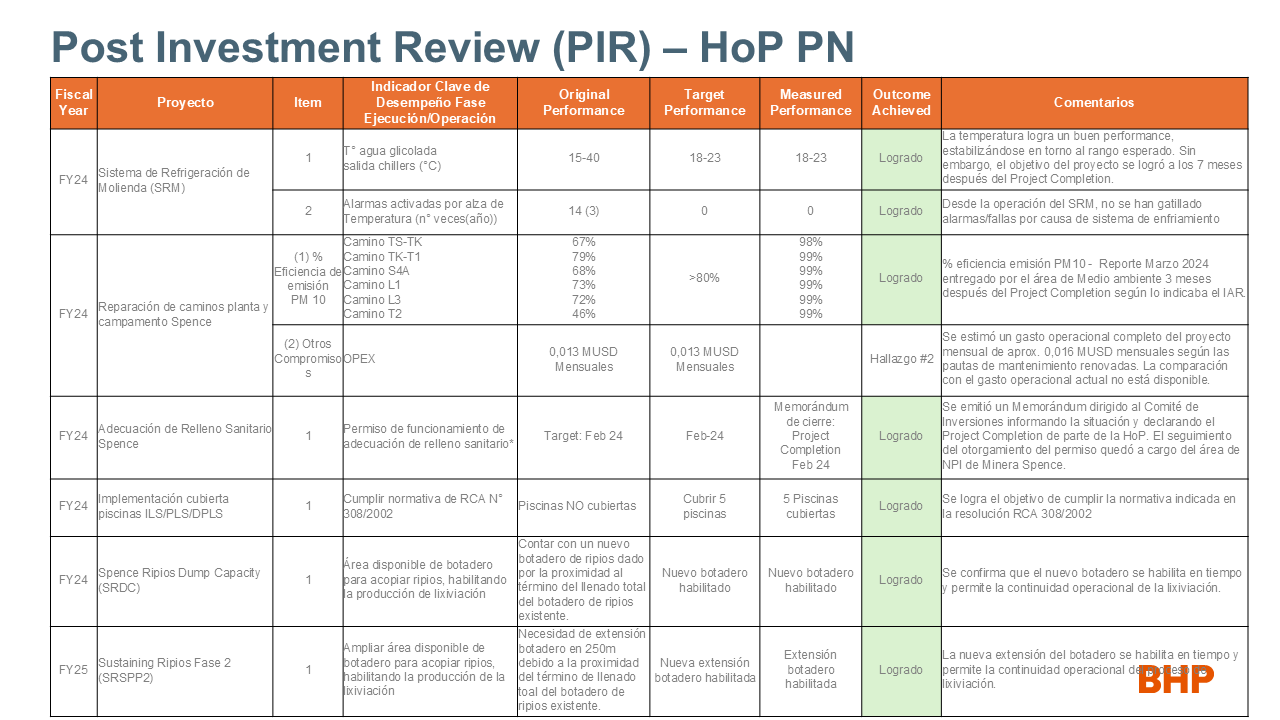 Post Investment Review (PIR) – HoP PN
Fiscal
Year
Proyecto
Item
Indicador Clave de
Desempeño Fase
Ejecución/Operación
Original
Performance
Target
Performance
Measured
Performance
Outcome
Achieved
Comentarios
FY24
Sistema de Refrigeración de
Molienda (SRM)
1
T° agua glicolada
salida chillers (°C)
15-40
18-23
18-23
Logrado
La temperatura logra un buen performance,
estabilizándose en torno al rango esperado. Sin
embargo, el objetivo del proyecto se logró a los 7 meses
después del Project Completion.
2
Alarmas activadas por alza de
Temperatura (n° veces(año))
14 (3)
0
0
Logrado
Desde la operación del SRM, no se han gatillado
alarmas/fallas por causa de sistema de enfriamiento
FY24
Reparación de caminos planta y
campamento Spence
(1) %
Eficiencia de
emisión
PM 10
Camino TS-TK
Camino TK-T1
Camino S4A
Camino L1
Camino L3
Camino T2
67%
79%
68%
73%
72%
46%
>80%
98%
99%
99%
99%
99%
99%
Logrado
% eficiencia emisión PM10 - Reporte Marzo 2024
entregado por el área de Medio ambiente 3 meses
después del Project Completion según lo indicaba el IAR.
(2) Otros
Compromiso
s
OPEX
0,013 MUSD
Mensuales
0,013 MUSD
Mensuales
Hallazgo #2
Se estimó un gasto operacional completo del proyecto
mensual de aprox. 0,016 MUSD mensuales según las
pautas de mantenimiento renovadas. La comparación
con el gasto operacional actual no está disponible.
FY24
Adecuación de Relleno Sanitario
Spence
1
Permiso de funcionamiento de
adecuación de relleno sanitario*
Target: Feb 24
Feb-24
Memorándum
de cierre:
Project
Completion
Feb 24
Logrado
Se emitió un Memorándum dirigido al Comité de
Inversiones informando la situación y declarando el
Project Completion de parte de la HoP. El seguimiento
del otorgamiento del permiso quedó a cargo del área de
NPI de Minera Spence.
FY24
Implementación cubierta
piscinas ILS/PLS/DPLS
1
Cumplir normativa de RCA N°
308/2002
Piscinas NO cubiertas
Cubrir 5
piscinas
5 Piscinas
cubiertas
Logrado
Se logra el objetivo de cumplir la normativa indicada en
la resolución RCA 308/2002
FY24
Spence Ripios Dump Capacity
(SRDC)
1
Área disponible de botadero
para acopiar ripios, habilitando
la producción de lixiviación
Contar con un nuevo
botadero de ripios dado
por la proximidad al
término del llenado total
del botadero de ripios
existente.
Nuevo botadero
habilitado
Nuevo botadero
habilitado
Logrado
Se confirma que el nuevo botadero se habilita en tiempo
y permite la continuidad operacional de la lixiviación.
FY25
Sustaining Ripios Fase 2
(SRSPP2)
1
Ampliar área disponible de
botadero para acopiar ripios,
habilitando la producción de la
lixiviación
Necesidad de extensión
botadero en 250m
debido a la proximidad
del término de llenado
toal del botadero de
ripios existente.
Nueva extensión
botadero habilitada
Extensión
botadero
habilitada
Logrado
La nueva extensión del botadero se habilita en tiempo y
permite la continuidad operacional
lixiviación.
BHP